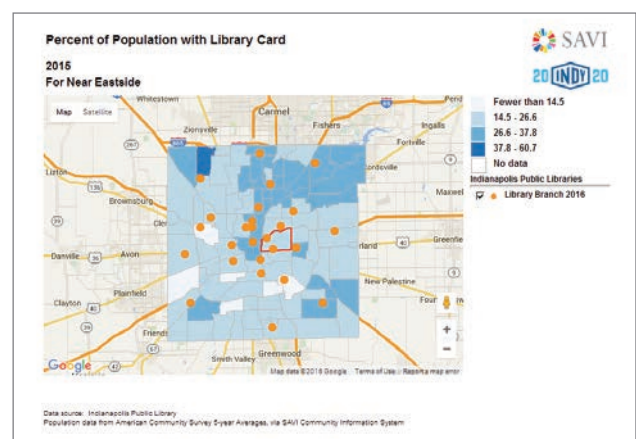 Percent of Population with Library Card
2015
For Near Eastside
SAVI
20 INDY 20
Map Satellite
Whitestown
Carmel
Zionsville
Fishers
Ingalls
Fortville
Lizton
Brownsburg
Maxwel
Danville
Avon
Plainfield
New Palestine
Clayton
Friends
Smith Valley
Greenwood
Google
Map data ©2016 Google Terms of Use Report a map error
Fewer than 14.5
14.5 - 26.6
26.6 - 37.8
37.8 - 60.7
No data
Indianapolis Public Libraries
Library Branch 2016
Data source: Indianapolis Public Library
Population data from American Community Survey 5-year Averages, via SAVI Community Information System